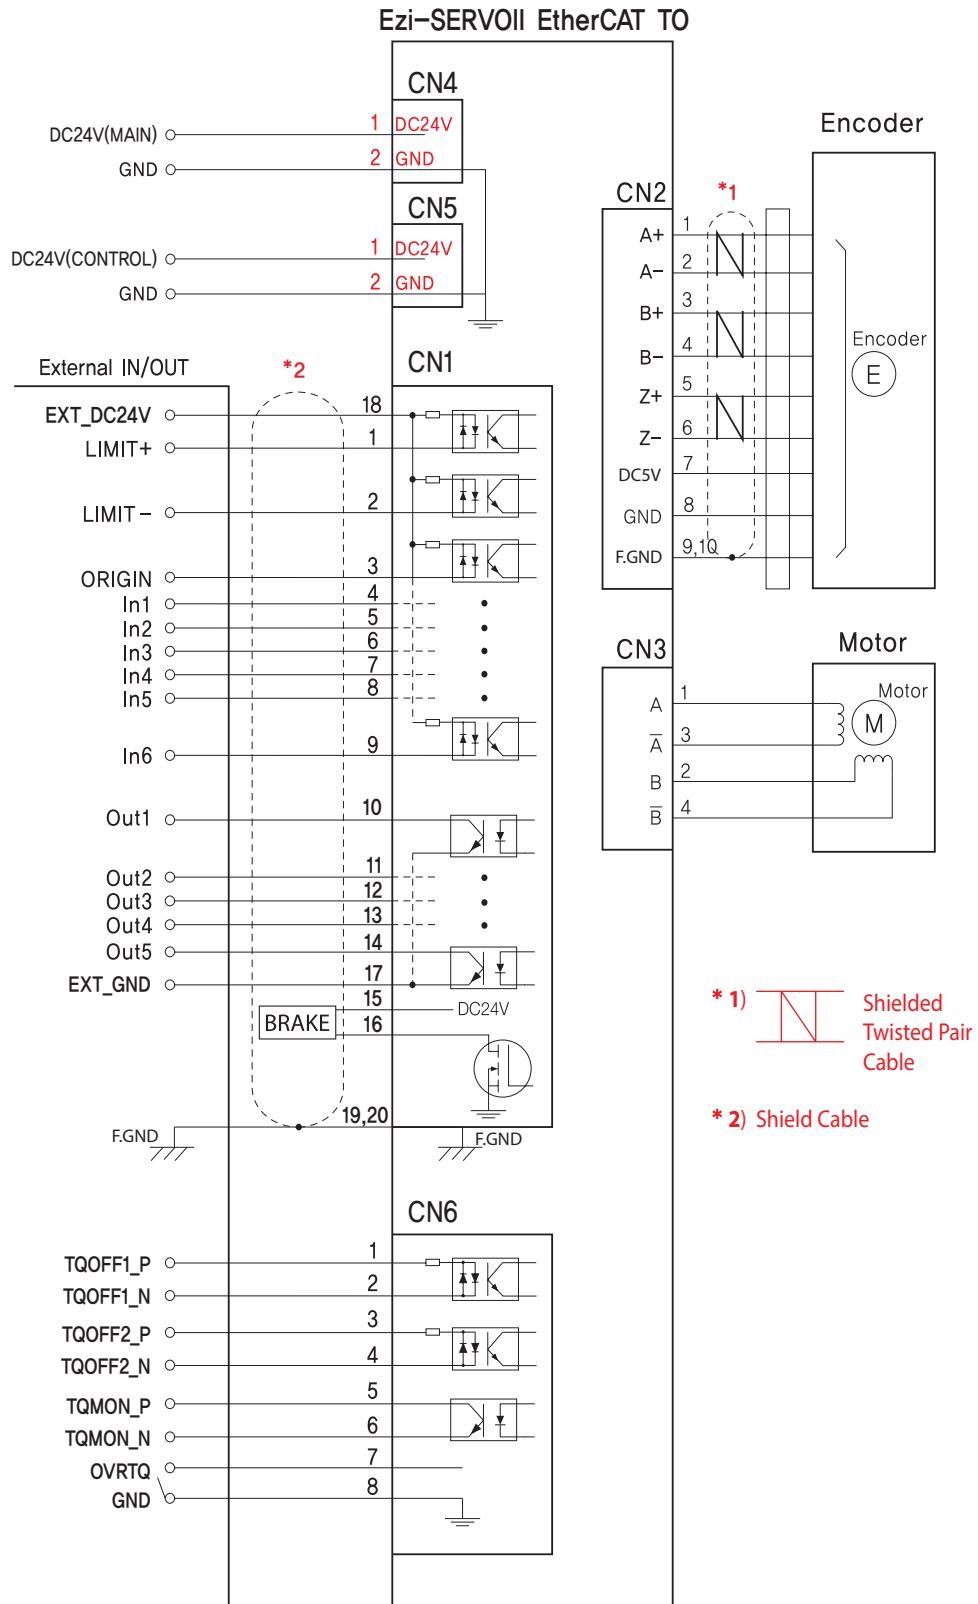 Ezi-SERVOII EtherCAT TO
CN4
DC24V(MAIN) 1 DC24V
GND 2 GND
CN5
DC24V(CONTROL) 1 DC24V
GND 2 GND
Encoder
CN2 *1
A+ 1
A- 2
B+ 3
B- 4
Z+ 5
Z- 6
DC5V 7
GND 8
F.GND 9,10
Encoder
E
External IN/OUT *2 CN1
EXT_DC24V 18
LIMIT+ 1
LIMIT- 2
ORIGIN 3
In1 4
In2 5
In3 6
In4 7
In5 8
In6 9
Out1 10
Out2 11
Out3 12
Out4 13
Out5 14
EXT_GND 17
15 DC24V
BRAKE 16
19,20
F.GND F.GND
CN3 Motor
A 1
A̅ 3
B 2
B̅ 4
Motor
M
* 1) Shielded
Twisted Pair
Cable
* 2) Shield Cable
CN6
TQOFF1_P 1
TQOFF1_N 2
TQOFF2_P 3
TQOFF2_N 4
TQMON_P 5
TQMON_N 6
OVRTQ 7
GND 8